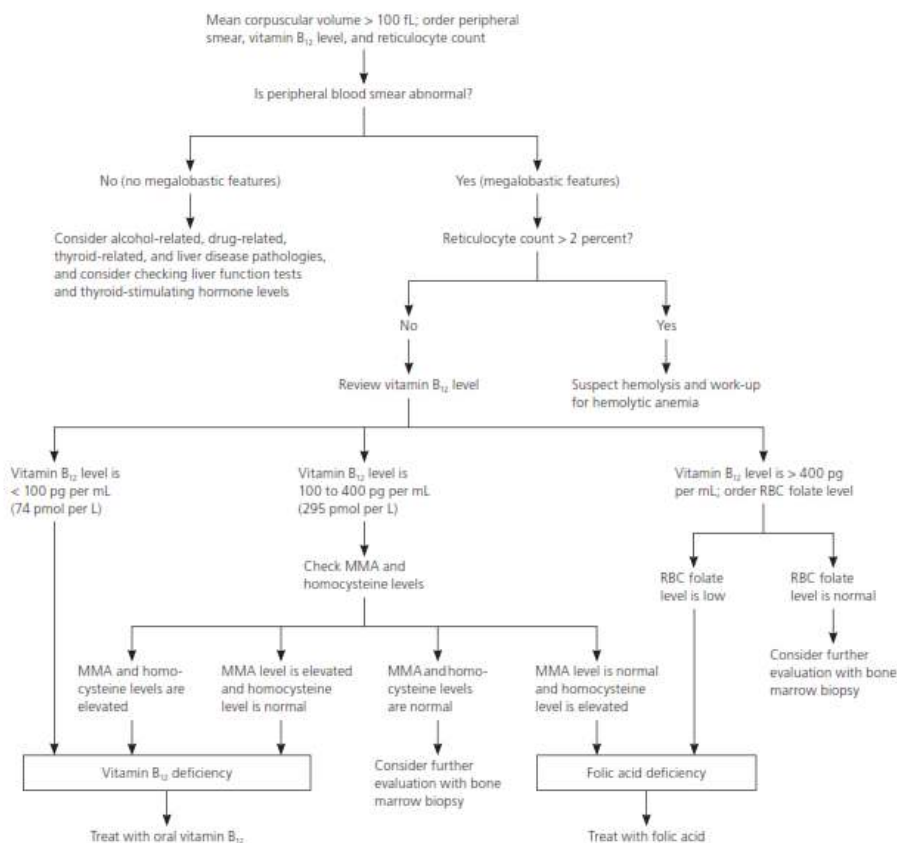 Mean corpuscular volume > 100 fL; order peripheral
smear, vitamin B₁₂ level, and reticulocyte count
Is peripheral blood smear abnormal?
No (no megalobastic features)
Yes (megalobastic features)
Consider alcohol-related, drug-related,
thyroid-related, and liver disease pathologies,
and consider checking liver function tests
and thyroid-stimulating hormone levels
Reticulocyte count > 2 percent?
No
Yes
Review vitamin B₁₂ level
Suspect hemolysis and work-up
for hemolytic anemia
Vitamin B₁₂ level is
< 100 pg per mL
(74 pmol per L)
Vitamin B₁₂ level is
100 to 400 pg per mL
(295 pmol per L)
Vitamin B₁₂ level is > 400 pg
per mL; order RBC folate level
Check MMA and
homocysteine levels
RBC folate
level is low
RBC folate
level is normal
Consider further
evaluation with bone
marrow biopsy
MMA and homo-
cysteine levels are
elevated
MMA level is elevated
and homocysteine
level is normal
MMA and homo-
cysteine levels
are normal
MMA level is normal
and homocysteine
level is elevated
Vitamin B₁₂ deficiency
Consider further
evaluation with bone
marrow biopsy
Folic acid deficiency
Treat with oral vitamin B₁₂
Treat with folic acid